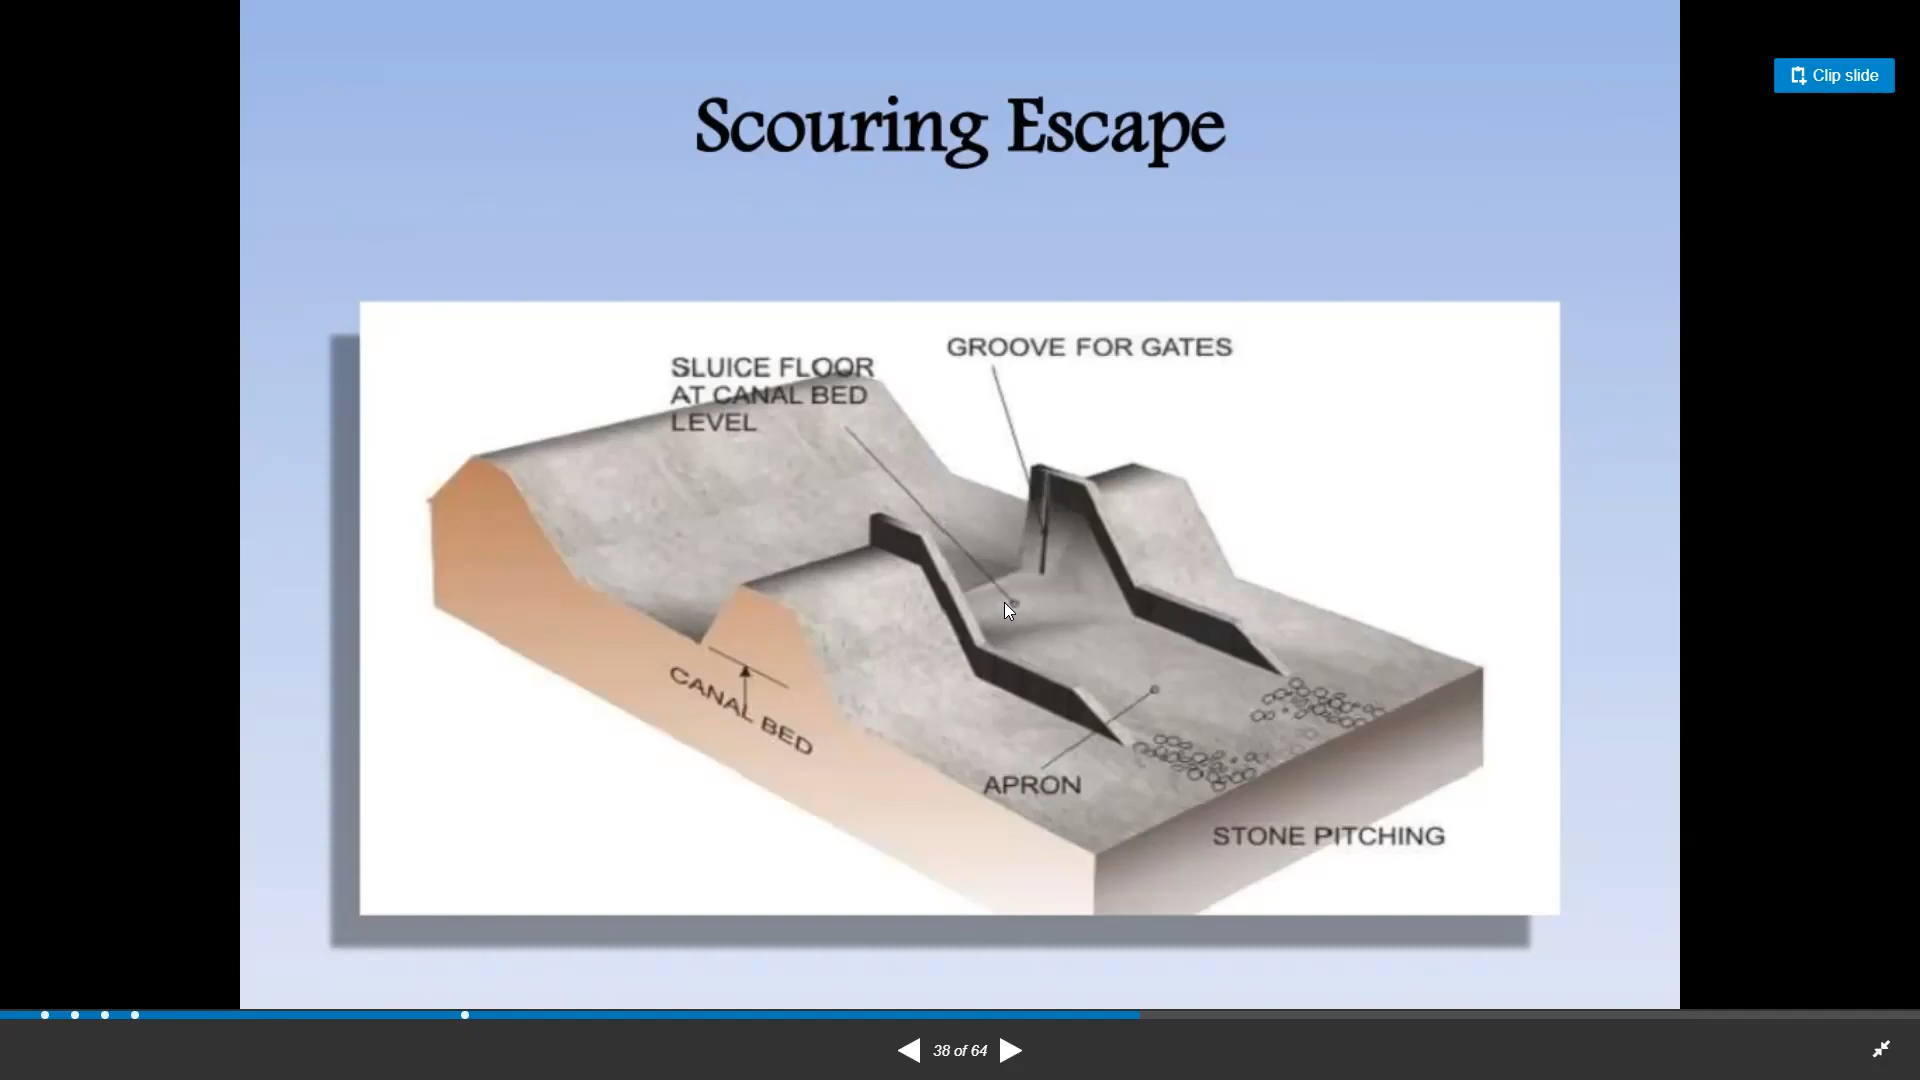 Clip slide
Scouring Escape
GROOVE FOR GATES
SLUICE FLOOR
AT CANAL BED
LEVEL
CANAL BED
APRON
STONE PITCHING
38 of 64